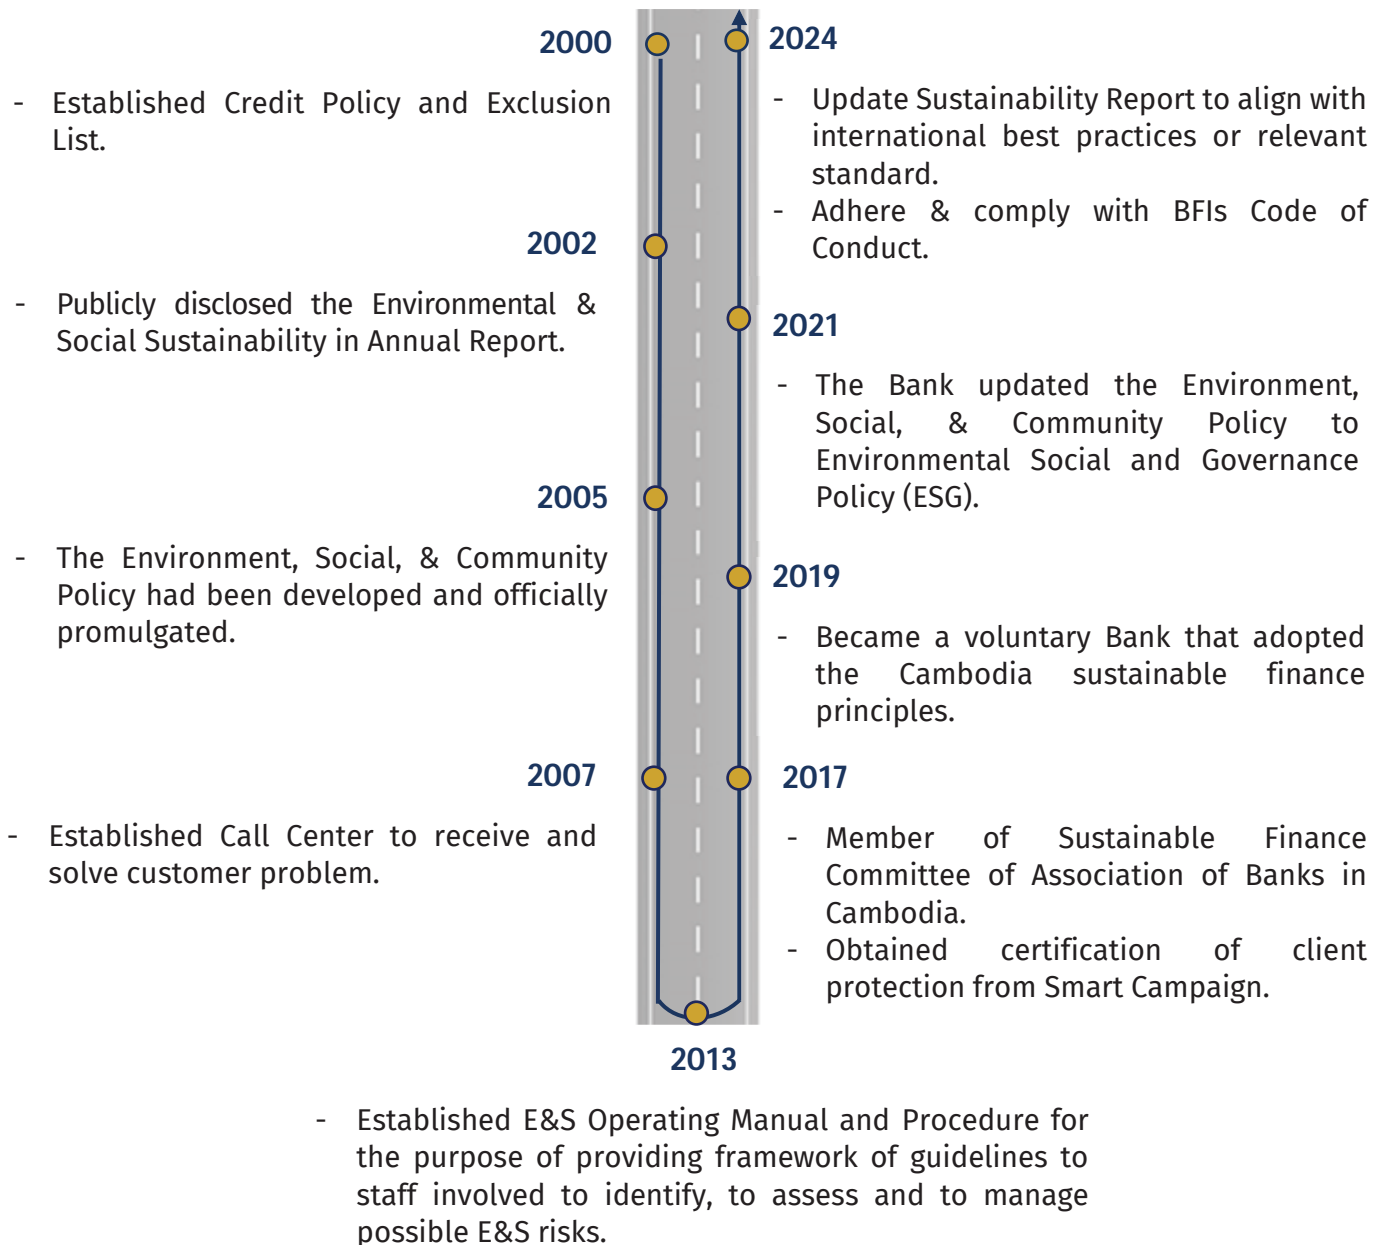 2000
- Established Credit Policy and Exclusion
List.
2002
- Publicly disclosed the Environmental &
Social Sustainability in Annual Report.
2005
- The Environment, Social, & Community
Policy had been developed and officially
promulgated.
2007
- Established Call Center to receive and
solve customer problem.
2013
- Established E&S Operating Manual and Procedure for
the purpose of providing framework of guidelines to
staff involved to identify, to assess and to manage
possible E&S risks.
2017
- Member of Sustainable Finance
Committee of Association of Banks in
Cambodia.
- Obtained certification of client
protection from Smart Campaign.
2019
- Became a voluntary Bank that adopted
the Cambodia sustainable finance
principles.
2021
- The Bank updated the Environment,
Social, & Community Policy to
Environmental Social and Governance
Policy (ESG).
2024
- Update Sustainability Report to align with
international best practices or relevant
standard.
- Adhere & comply with BFIs Code of
Conduct.